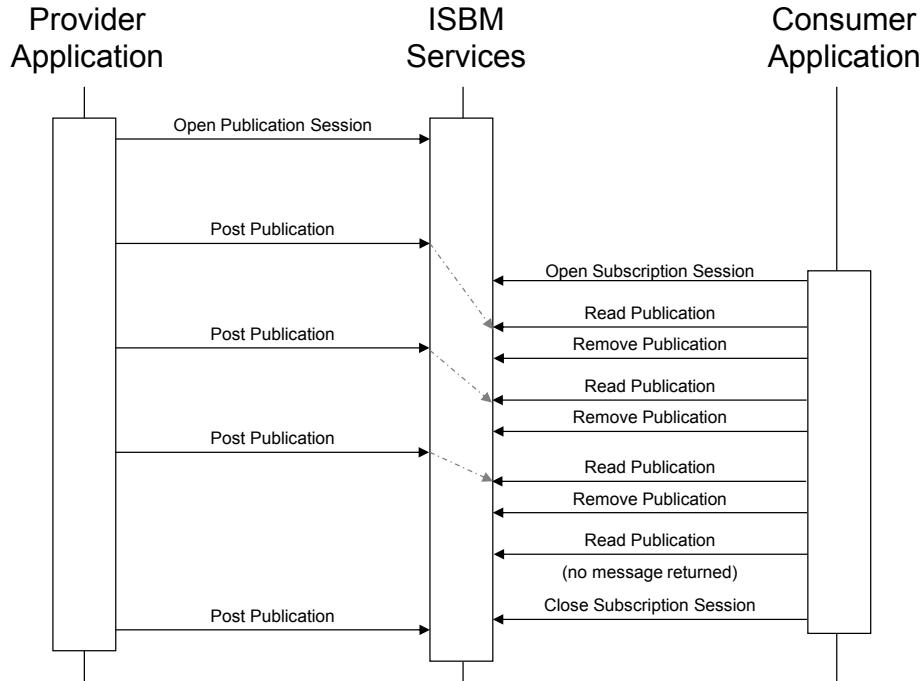 Provider
Application
ISBM
Services
Consumer
Application
Open Publication Session
Post Publication
Open Subscription Session
Read Publication
Post Publication
Remove Publication
Read Publication
Remove Publication
Post Publication
Read Publication
Remove Publication
Read Publication
(no message returned)
Close Subscription Session
Post Publication